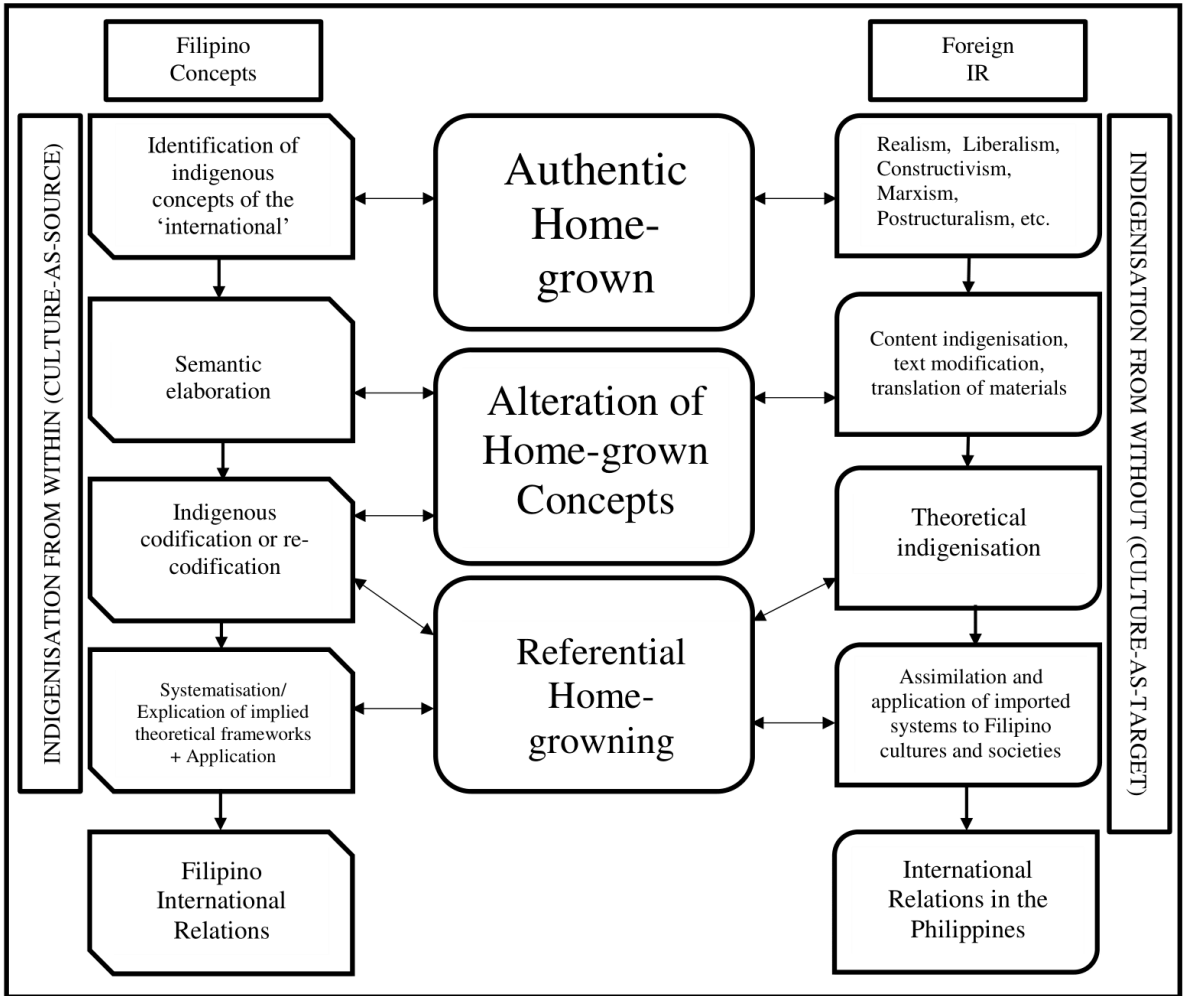 Filipino
Concepts
Foreign
IR
INDIGENISATION FROM WITHIN (CULTURE-AS-SOURCE)
Identification of
indigenous
concepts of the
‘international’
Semantic
elaboration
Indigenous
codification or re-
codification
Systematisation/
Explication of implied
theoretical frameworks
+ Application
Filipino
International
Relations
Authentic
Home-
grown
Alteration of
Home-grown
Concepts
Referential
Home-
growning
Realism, Liberalism,
Constructivism,
Marxism,
Postructuralism, etc.
Content indigenisation,
text modification,
translation of materials
Theoretical
indigenisation
Assimilation and
application of imported
systems to Filipino
cultures and societies
International
Relations in the
Philippines
INDIGENISATION FROM WITHOUT (CULTURE-AS-TARGET)